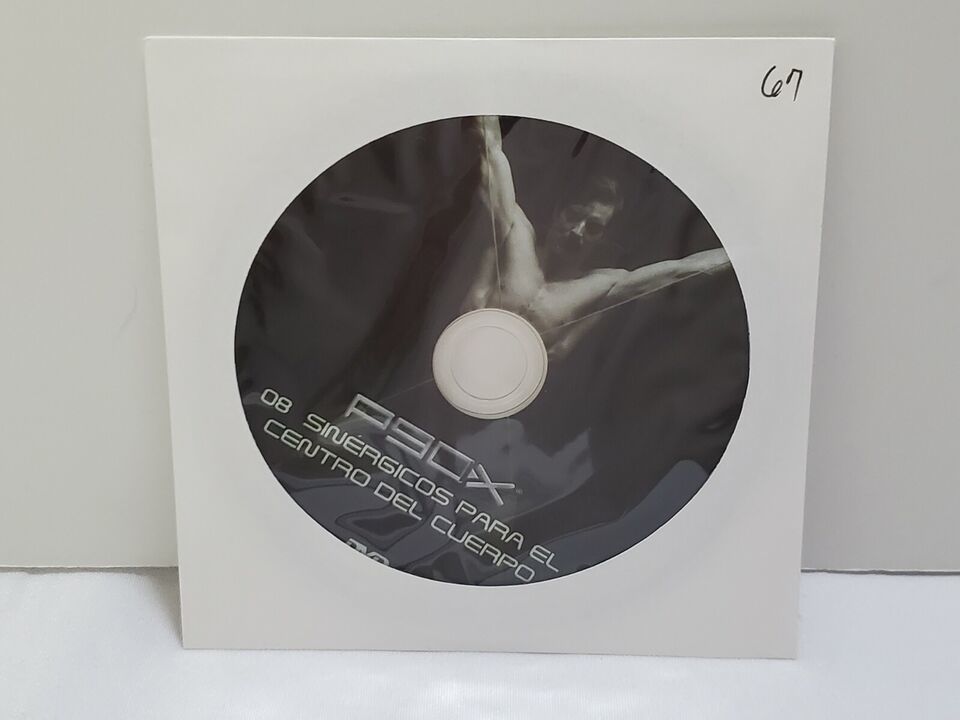 67
P90X®
08 SINÉRGICOS PARA EL
CENTRO DEL CUERPO